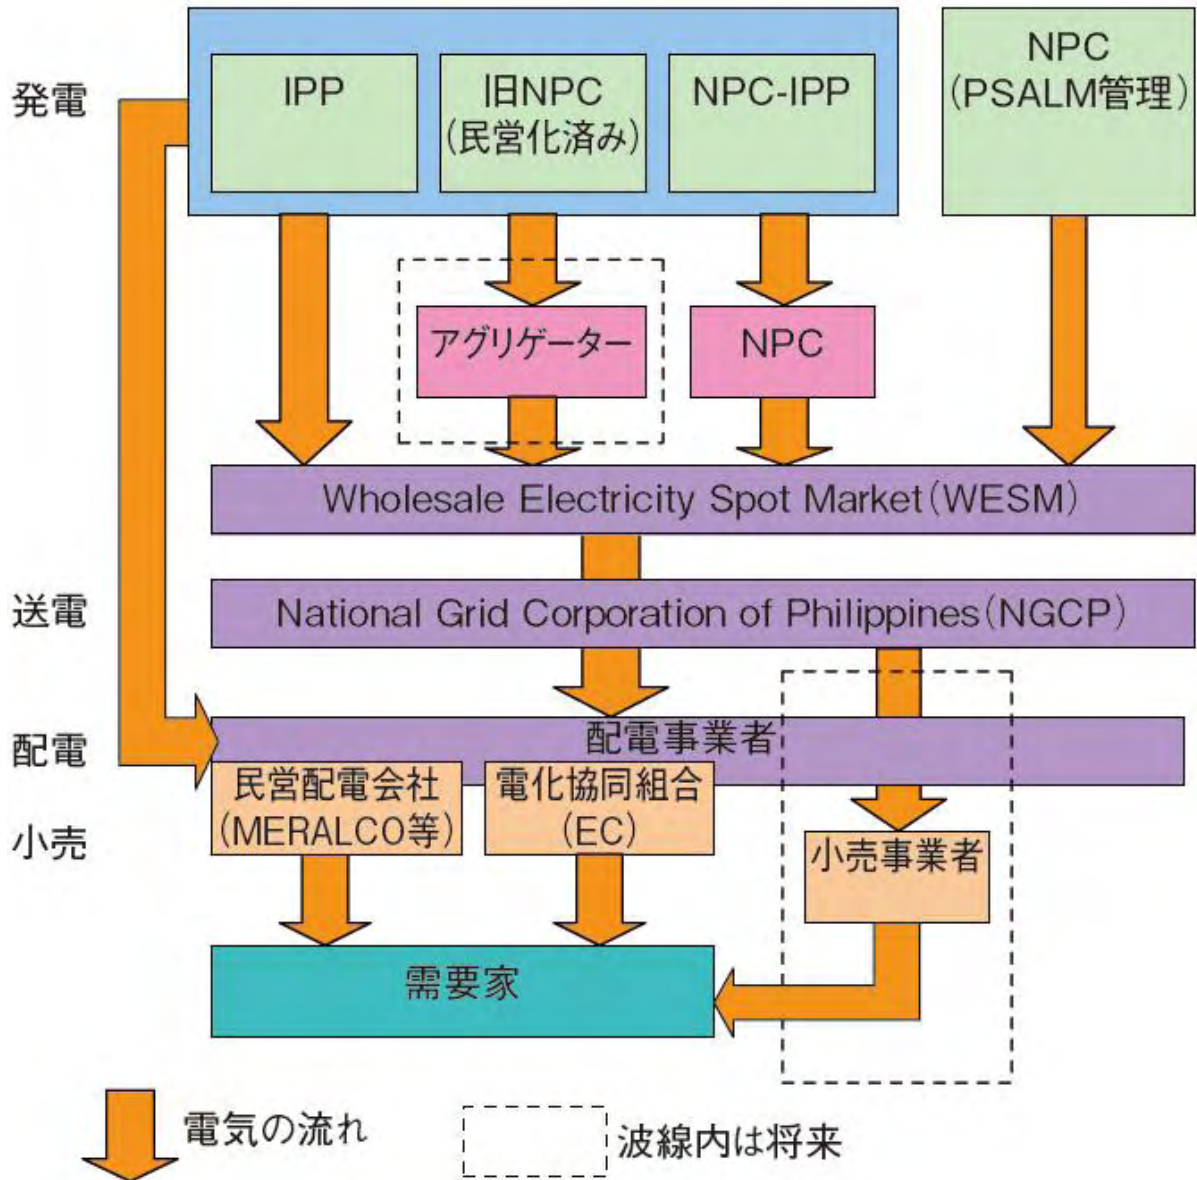 発電
IPP
旧NPC
(民営化済み)
NPC-IPP
NPC
(PSALM管理)
アグリゲーター
NPC
Wholesale Electricity Spot Market(WESM)
送電
National Grid Corporation of Philippines(NGCP)
配電
配電事業者
小売
民営配電会社
(MERALCO等)
電化協同組合
(EC)
小売事業者
需要家
電気の流れ
波線内は将来